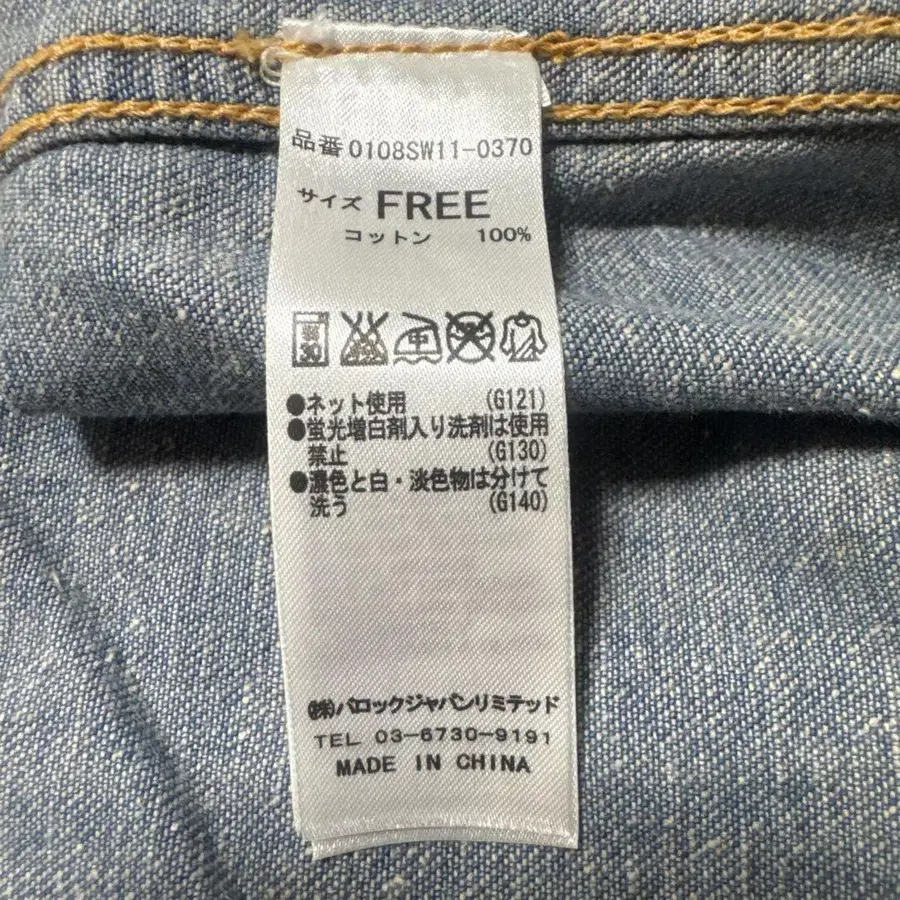 品番 0108SW11-0370
サイズ FREE
コットン 100%
弱
30
中
●ネット使用 (G121)
●蛍光増白剤入り洗剤は使用
禁止 (G130)
●濃色と白・淡色物は分けて
洗う (G140)
㈱バロックジャパンリミテッド
TEL 03-6730-9191
MADE IN CHINA